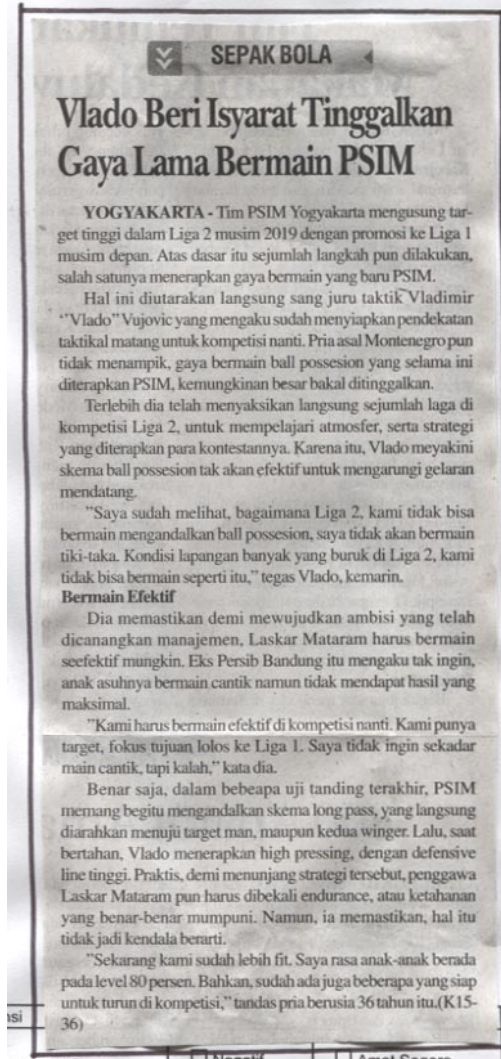 SEPAK BOLA
Vlado Beri Isyarat Tinggalkan
Gaya Lama Bermain PSIM
YOGYAKARTA - Tim PSIM Yogyakarta mengusung tar-
get tinggi dalam Liga 2 musim 2019 dengan promosi ke Liga 1
musim depan. Atas dasar itu sejumlah langkah pun dilakukan,
salah satunya menerapkan gaya bermain yang baru PSIM.
Hal ini diutarakan langsung sang juru taktik Vladimir
"Vlado" Vujovic yang mengaku sudah menyiapkan pendekatan
taktikal matang untuk kompetisi nanti. Pria asal Montenegro pun
tidak menampik, gaya bermain ball possesion yang selama ini
diterapkan PSIM, kemungkinan besar bakal ditinggalkan.
Terlebih dia telah menyaksikan langsung sejumlah laga di
kompetisi Liga 2, untuk mempelajari atmosfer, serta strategi
yang diterapkan para kontestannya. Karena itu, Vlado meyakini
skema ball possesion tak akan efektif untuk mengarungi gelaran
mendatang.
"Saya sudah melihat, bagaimana Liga 2, kami tidak bisa
bermain mengandalkan ball possesion, saya tidak akan bermain
tiki-taka. Kondisi lapangan banyak yang buruk di Liga 2, kami
tidak bisa bermain seperti itu," tegas Vlado, kemarin.
Bermain Efektif
Dia memastikan demi mewujudkan ambisi yang telah
dicanangkan manajemen, Laskar Mataram harus bermain
seefektif mungkin. Eks Persib Bandung itu mengaku tak ingin,
anak asuhnya bermain cantik namun tidak mendapat hasil yang
maksimal.
"Kami harus bermain efektif di kompetisi nanti. Kami punya
target, fokus tujuan lolos ke Liga 1. Saya tidak ingin sekadar
main cantik, tapi kalah," kata dia.
Benar saja, dalam bebeapa uji tanding terakhir, PSIM
memang begitu mengandalkan skema long pass, yang langsung
diarahkan menuju target man, maupun kedua winger. Lalu, saat
bertahan, Vlado menerapkan high pressing, dengan defensive
line tinggi. Praktis, demi menunjang strategi tersebut, penggawa
Laskar Mataram pun harus dibekali endurance, atau ketahanan
yang benar-benar mumpuni. Namun, ia memastikan, hal itu
tidak jadi kendala berarti.
"Sekarang kami sudah lebih fit. Saya rasa anak-anak berada
pada level 80 persen. Bahkan, sudah ada juga beberapa yang siap
untuk turun di kompetisi," tandas pria berusia 36 tahun itu.(K15-
36)